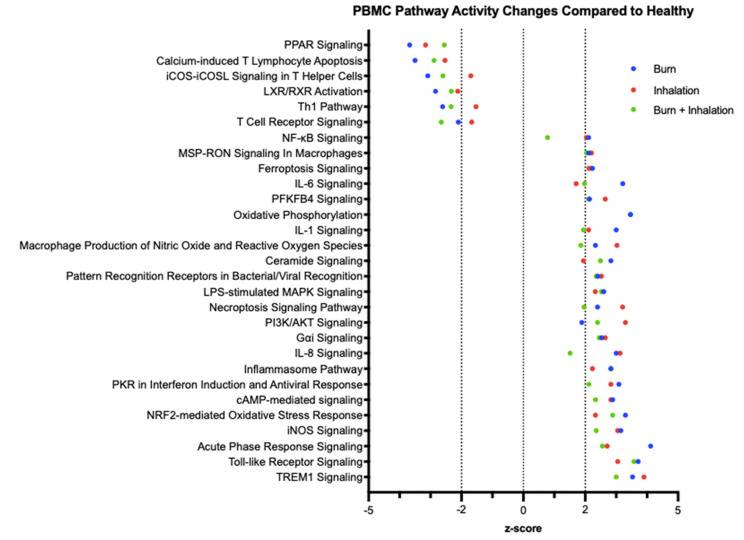 PBMC Pathway Activity Changes Compared to Healthy
PPAR Signaling
Calcium-induced T Lymphocyte Apoptosis
iCOS-iCOSL Signaling in T Helper Cells
LXR/RXR Activation
Th1 Pathway
T Cell Receptor Signaling
NF-κB Signaling
MSP-RON Signaling In Macrophages
Ferroptosis Signaling
IL-6 Signaling
PFKFB4 Signaling
Oxidative Phosphorylation
IL-1 Signaling
Macrophage Production of Nitric Oxide and Reactive Oxygen Species
Ceramide Signaling
Pattern Recognition Receptors in Bacterial/Viral Recognition
LPS-stimulated MAPK Signaling
Necroptosis Signaling Pathway
PI3K/AKT Signaling
Gαi Signaling
IL-8 Signaling
Inflammasome Pathway
PKR in Interferon Induction and Antiviral Response
cAMP-mediated signaling
NRF2-mediated Oxidative Stress Response
iNOS Signaling
Acute Phase Response Signaling
Toll-like Receptor Signaling
TREM1 Signaling
Burn
Inhalation
Burn + Inhalation
-5 -2 0 2 5
z-score